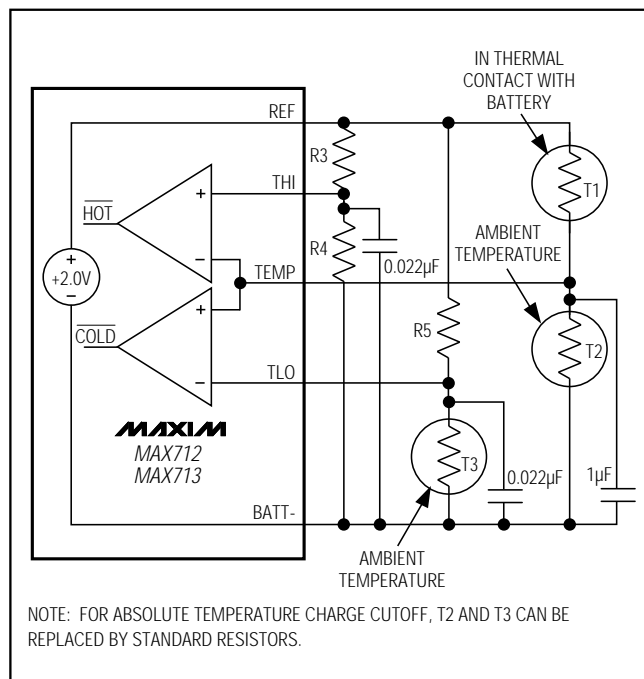 IN THERMAL
CONTACT WITH
BATTERY
REF
R3
THI
T1
HOT
R4
AMBIENT
TEMPERATURE
0.022µF
TEMP
+2.0V
COLD
R5
T2
TLO
MAXIM
MAX712
MAX713
T3
0.022µF
1µF
BATT-
AMBIENT
TEMPERATURE
NOTE: FOR ABSOLUTE TEMPERATURE CHARGE CUTOFF, T2 AND T3 CAN BE
REPLACED BY STANDARD RESISTORS.